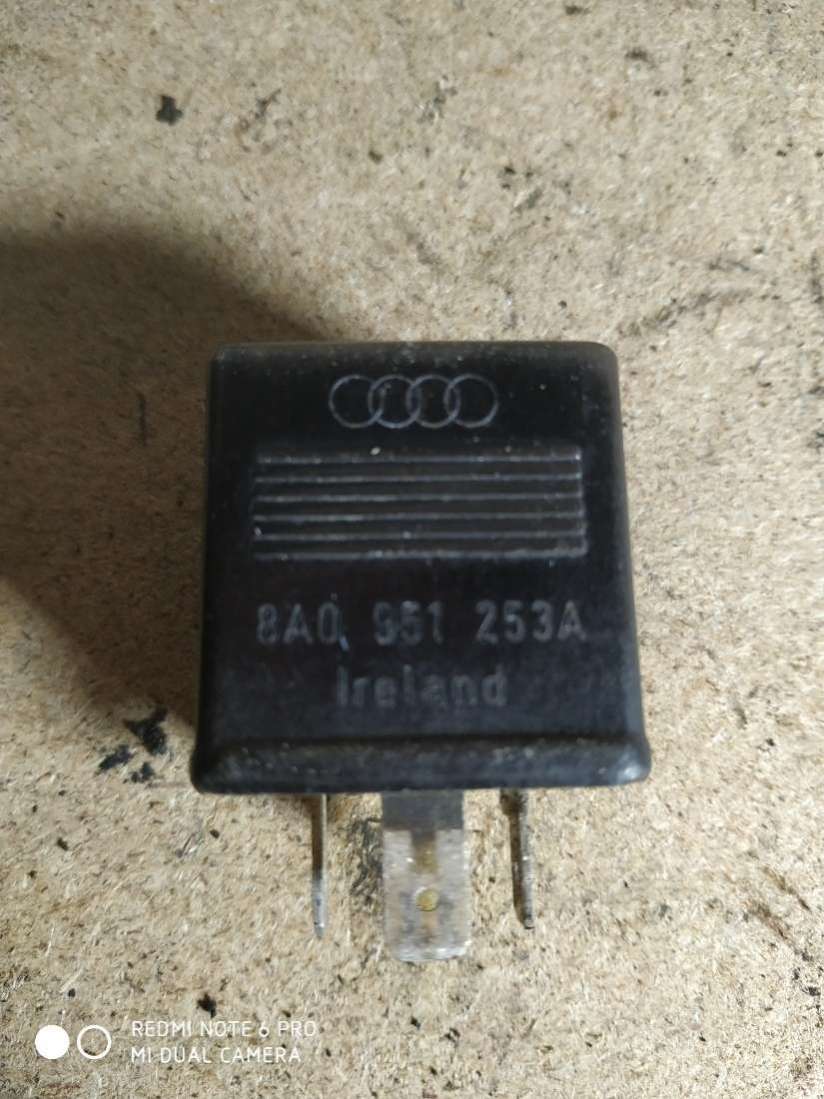 8A0 951 253A
Ireland
REDMI NOTE 6 PRO
MI DUAL CAMERA